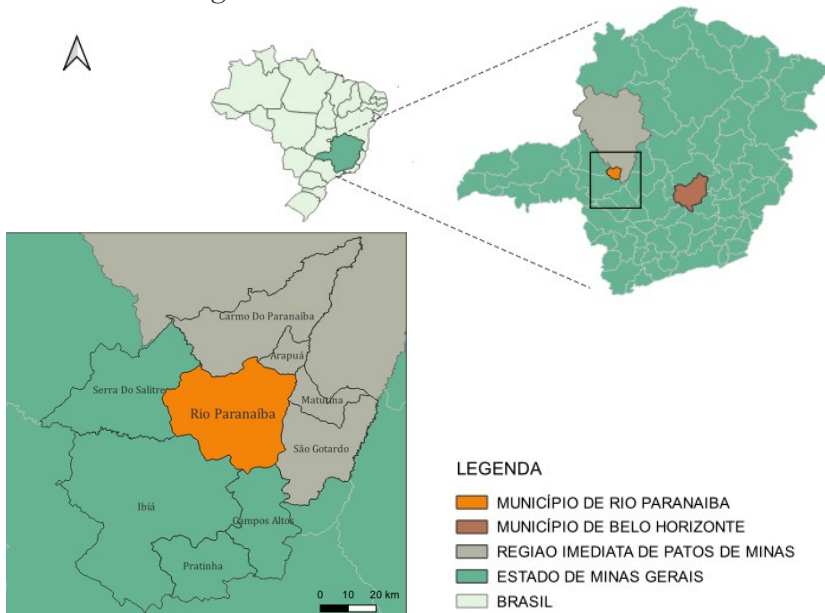 Carmo Do Paranaíba
Arapuá
Serra Do Salitre
Matutina
Rio Paranaíba
São Gotardo
Ibiá
Campos Altos
Pratinha
0 10 20 km
LEGENDA
MUNICÍPIO DE RIO PARANAIBA
MUNICÍPIO DE BELO HORIZONTE
REGIAO IMEDIATA DE PATOS DE MINAS
ESTADO DE MINAS GERAIS
BRASIL